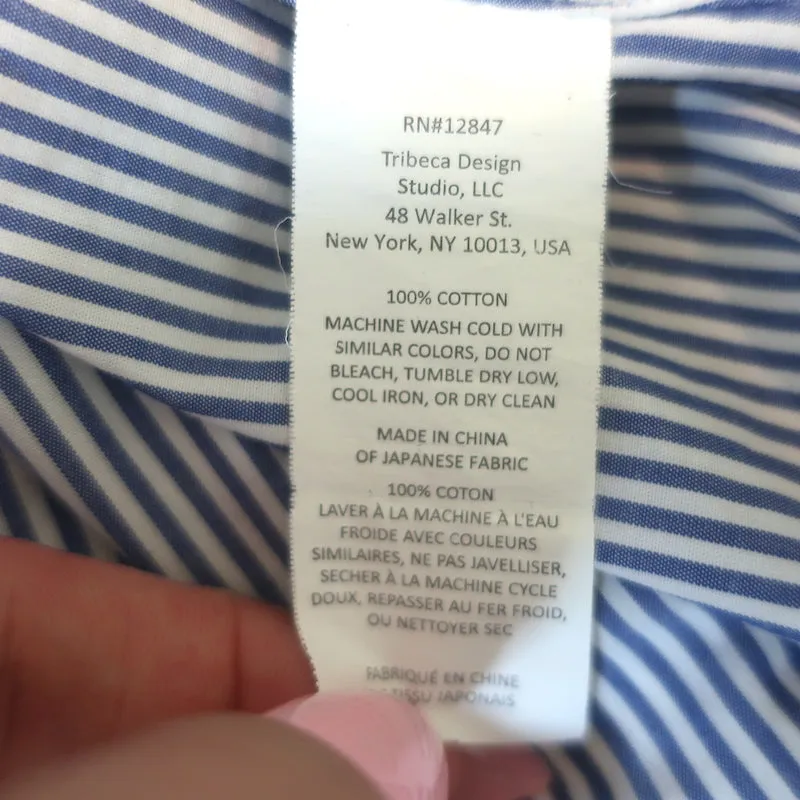 RN#12847
Tribeca Design
Studio, LLC
48 Walker St.
New York, NY 10013, USA
100% COTTON
MACHINE WASH COLD WITH
SIMILAR COLORS, DO NOT
BLEACH, TUMBLE DRY LOW,
COOL IRON, OR DRY CLEAN
MADE IN CHINA
OF JAPANESE FABRIC
100% COTON
LAVER À LA MACHINE À L'EAU
FROIDE AVEC COULEURS
SIMILAIRES, NE PAS JAVELLISER,
SECHER À LA MACHINE CYCLE
DOUX, REPASSER AU FER FROID,
OU NETTOYER SEC
FABRIQUÉ EN CHINE
TISSU JAPONAIS